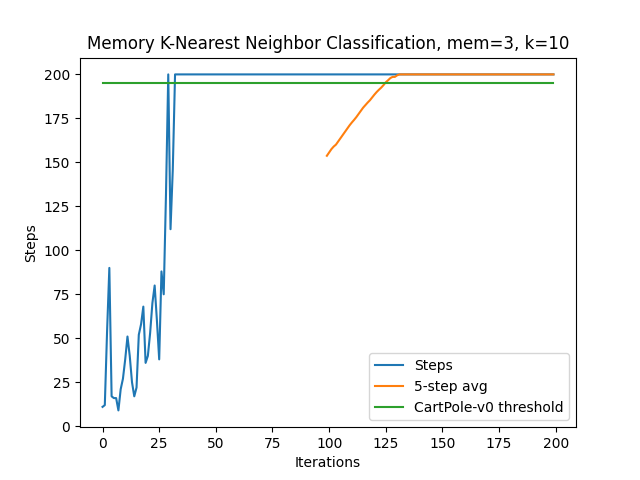 Memory K-Nearest Neighbor Classification, mem=3, k=10
Steps
200
175
150
125
100
75
50
25
0
0 25 50 75 100 125 150 175 200
Iterations
Steps
5-step avg
CartPole-v0 threshold